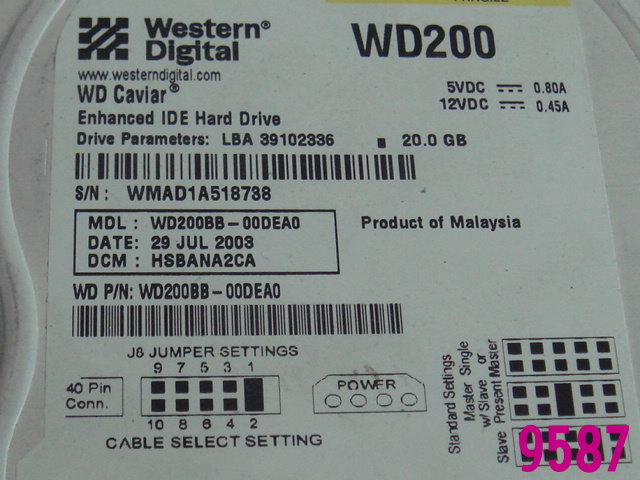 Western®
Digital
WD200
www.westerndigital.com
WD Caviar®
Enhanced IDE Hard Drive
5VDC 0.80A
12VDC 0.45A
Drive Parameters: LBA 39102336 ■ 20.0 GB
S/N: WMAD1A518738
MDL: WD200BB-00DEA0
DATE: 29 JUL 2003
DCM: HSBANA2CA
Product of Malaysia
WD P/N: WD200BB-00DEA0
J8 JUMPER SETTINGS
9 7 5 3 1
40 Pin
Conn.
10 8 6 4 2
CABLE SELECT SETTING
POWER
Standard Settings
Master Single
or
w/ Slave
Slave Present Master
9587